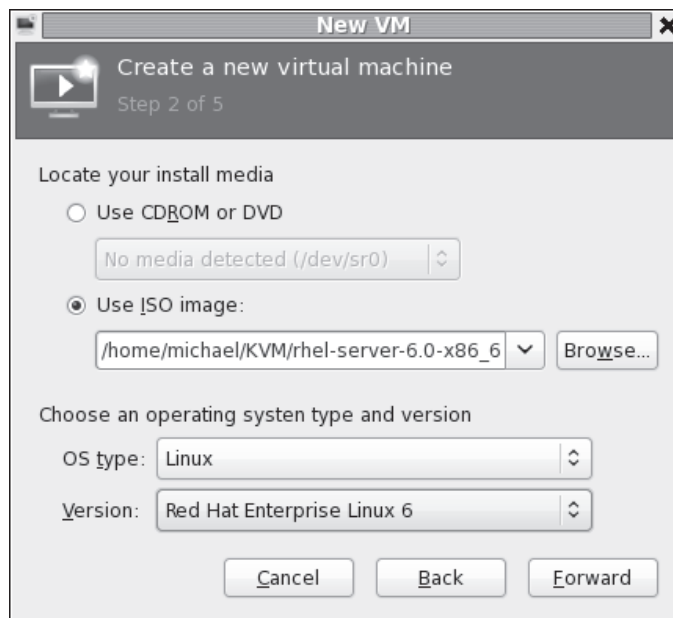 New VM
Create a new virtual machine
Step 2 of 5
Locate your install media
Use CDROM or DVD
No media detected (/dev/sr0)
Use ISO image:
/home/michael/KVM/rhel-server-6.0-x86_6
Browse...
Choose an operating systen type and version
OS type: Linux
Version: Red Hat Enterprise Linux 6
Cancel Back Forward